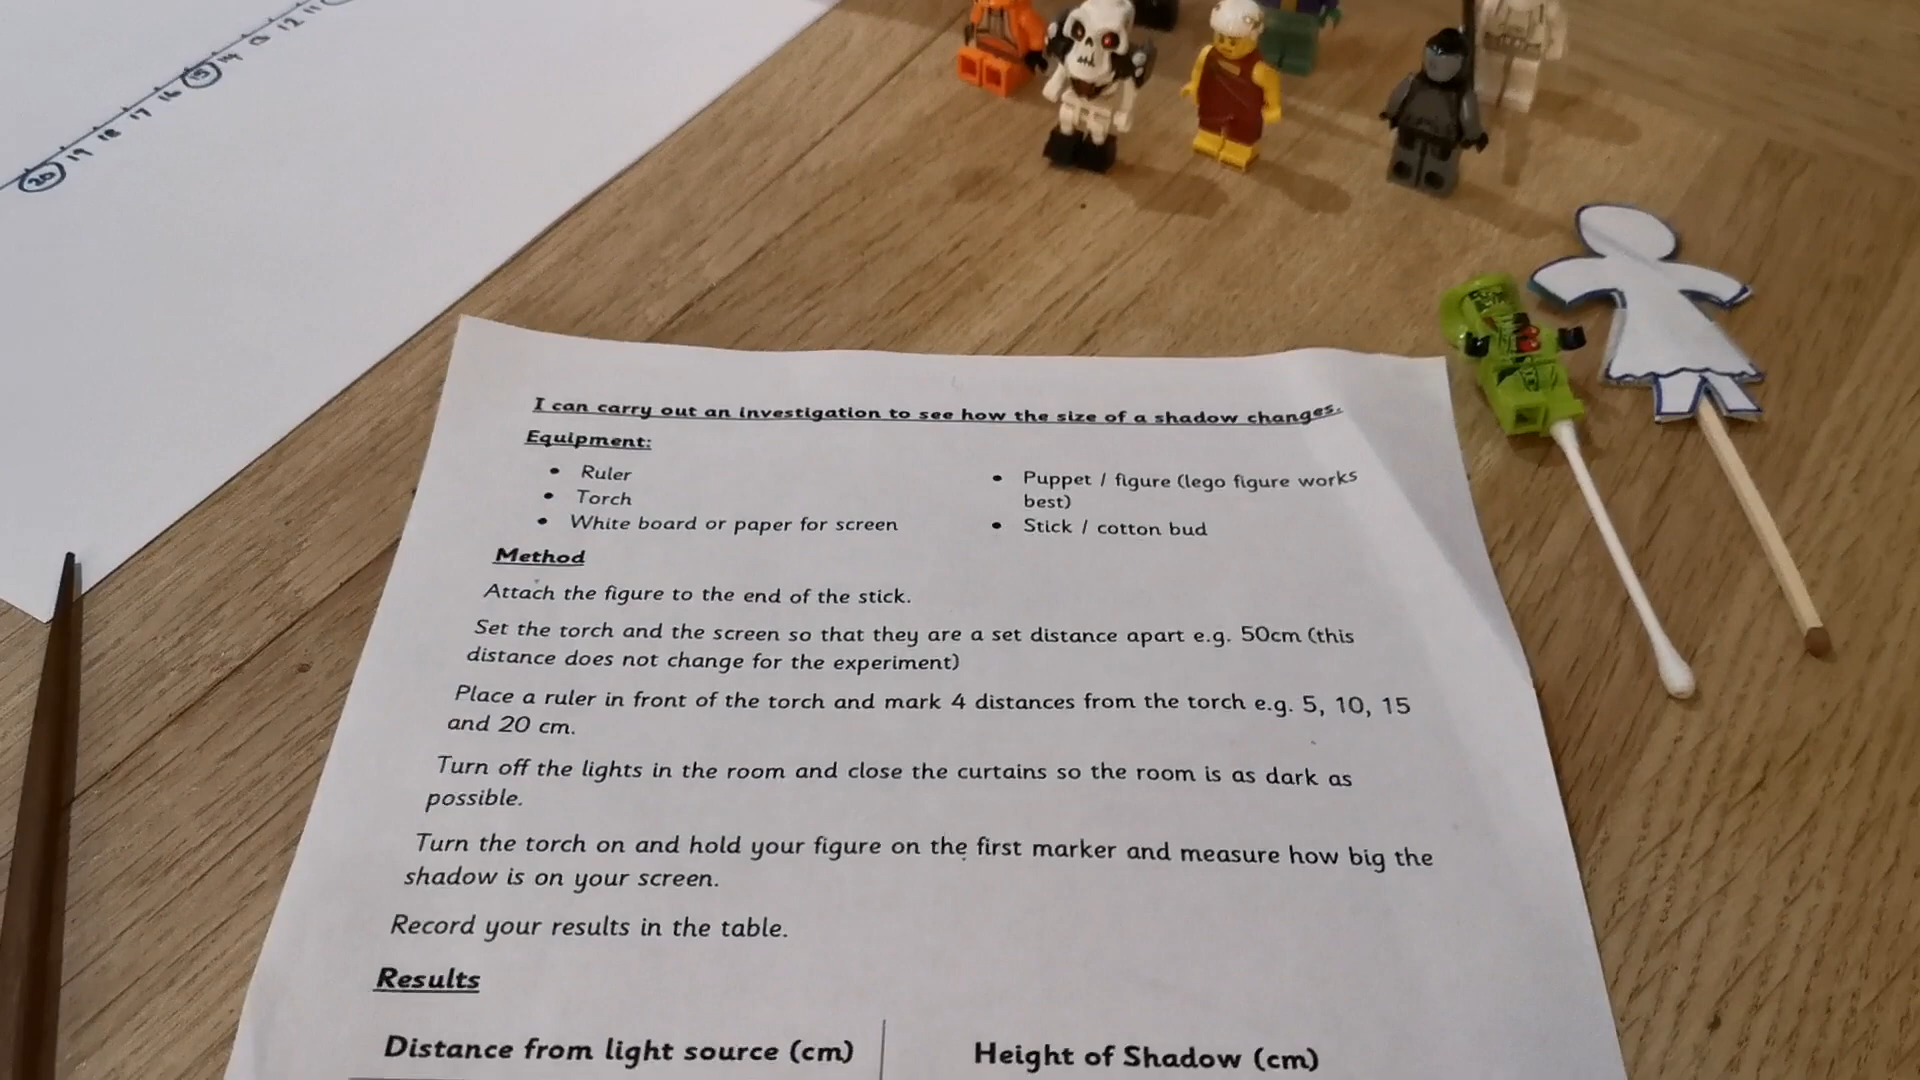 20 19 18 17 16 15 14 13 12 11
I can carry out an investigation to see how the size of a shadow changes.
Equipment:
• Ruler
• Torch
• White board or paper for screen
• Puppet / figure (lego figure works
best)
• Stick / cotton bud
Method
Attach the figure to the end of the stick.
Set the torch and the screen so that they are a set distance apart e.g. 50cm (this
distance does not change for the experiment)
Place a ruler in front of the torch and mark 4 distances from the torch e.g. 5, 10, 15
and 20 cm.
Turn off the lights in the room and close the curtains so the room is as dark as
possible.
Turn the torch on and hold your figure on the first marker and measure how big the
shadow is on your screen.
Record your results in the table.
Results
Distance from light source (cm)
Height of Shadow (cm)